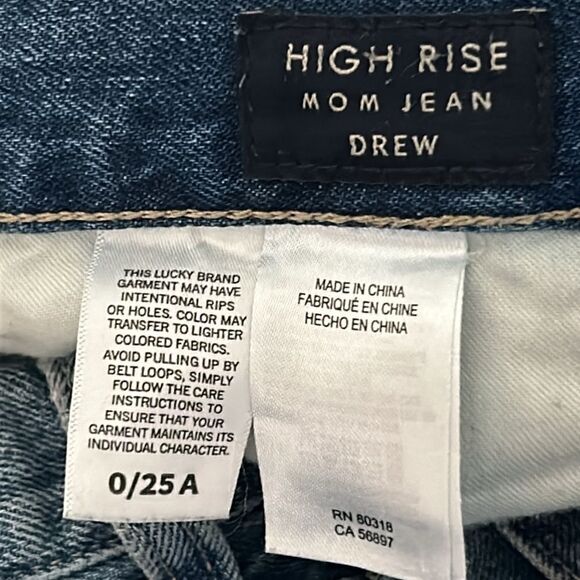 HIGH RISE
MOM JEAN
DREW
THIS LUCKY BRAND
GARMENT MAY HAVE
INTENTIONAL RIPS
OR HOLES. COLOR MAY
TRANSFER TO LIGHTER
COLORED FABRICS.
AVOID PULLING UP BY
BELT LOOPS, SIMPLY
FOLLOW THE CARE
INSTRUCTIONS TO
ENSURE THAT YOUR
GARMENT MAINTAINS ITS
INDIVIDUAL CHARACTER.
0/25 A
MADE IN CHINA
FABRIQUÉ EN CHINE
HECHO EN CHINA
RN 80318
CA 56897